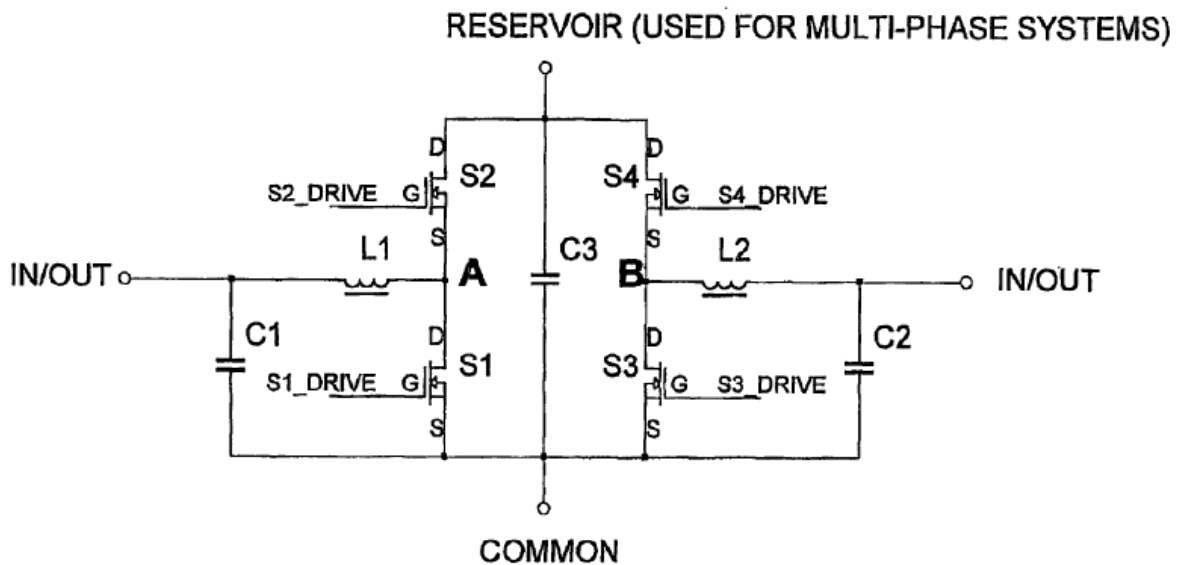 RESERVOIR (USED FOR MULTI-PHASE SYSTEMS)
D
D
S2
S4
S2_DRIVE G
G S4_DRIVE
S
S
L1
C3
L2
IN/OUT
A
B
IN/OUT
C1
D
D
C2
S1
S3
S1_DRIVE G
G S3_DRIVE
S
S
COMMON